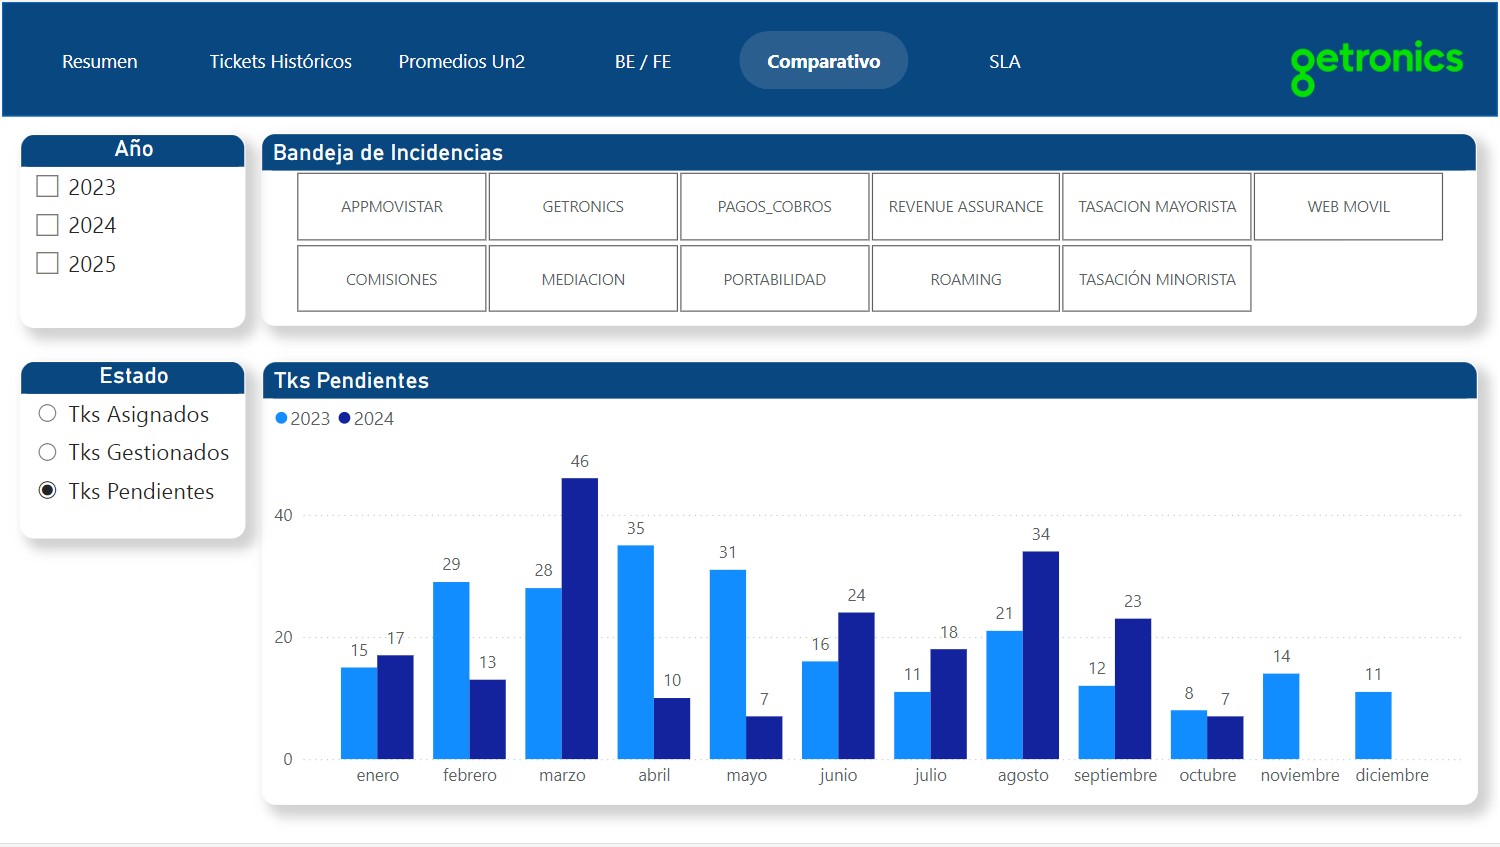 Resumen Tickets Históricos Promedios Un2 BE / FE Comparativo SLA getronics
Año
2023
2024
2025
Bandeja de Incidencias
APPMOVISTAR GETRONICS PAGOS_COBROS REVENUE ASSURANCE TASACION MAYORISTA WEB MOVIL
COMISIONES MEDIACION PORTABILIDAD ROAMING TASACIÓN MINORISTA
Estado
Tks Asignados
Tks Gestionados
Tks Pendientes
Tks Pendientes
2023 2024
40
20
0
15 17 29 13 28 46 35 10 31 7 16 24 11 18 21 34 12 23 8 7 14 11
enero febrero marzo abril mayo junio julio agosto septiembre octubre noviembre diciembre